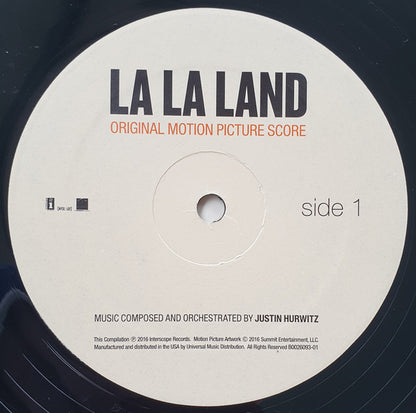 LA LA LAND
ORIGINAL MOTION PICTURE SCORE
side 1
MUSIC COMPOSED AND ORCHESTRATED BY JUSTIN HURWITZ
This Compilation ℗ 2016 Interscope Records. Motion Picture Artwork © 2016 Summit Entertainment, LLC.
Manufactured and distributed in the USA by Universal Music Distribution. All Rights Reserved B0026093-01